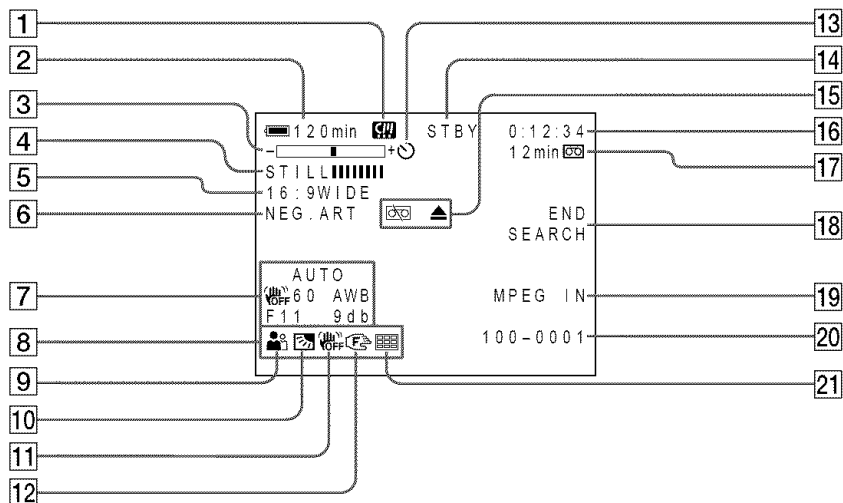 1
2
3
4
5
6
7
8
9
10
11
12
13
14
15
16
17
18
19
20
21
120min STBY 0:12:34
− + 12min
STILL
16:9WIDE
NEG.ART
END
SEARCH
AUTO
OFF 60 AWB
F11 9db
MPEG IN
OFF F
100-0001